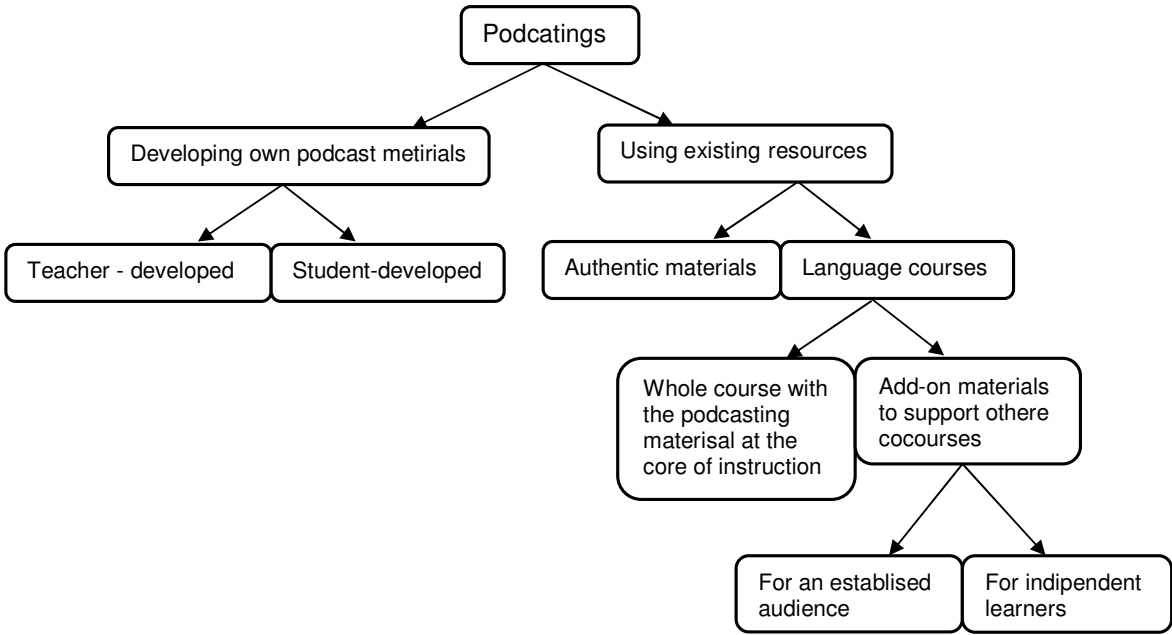 Podcatings
Developing own podcast metirials
Using existing resources
Teacher - developed
Student-developed
Authentic materials
Language courses
Whole course with
the podcasting
materisal at the
core of instruction
Add-on materials
to support othere
cocourses
For an establised
audience
For indipendent
learners